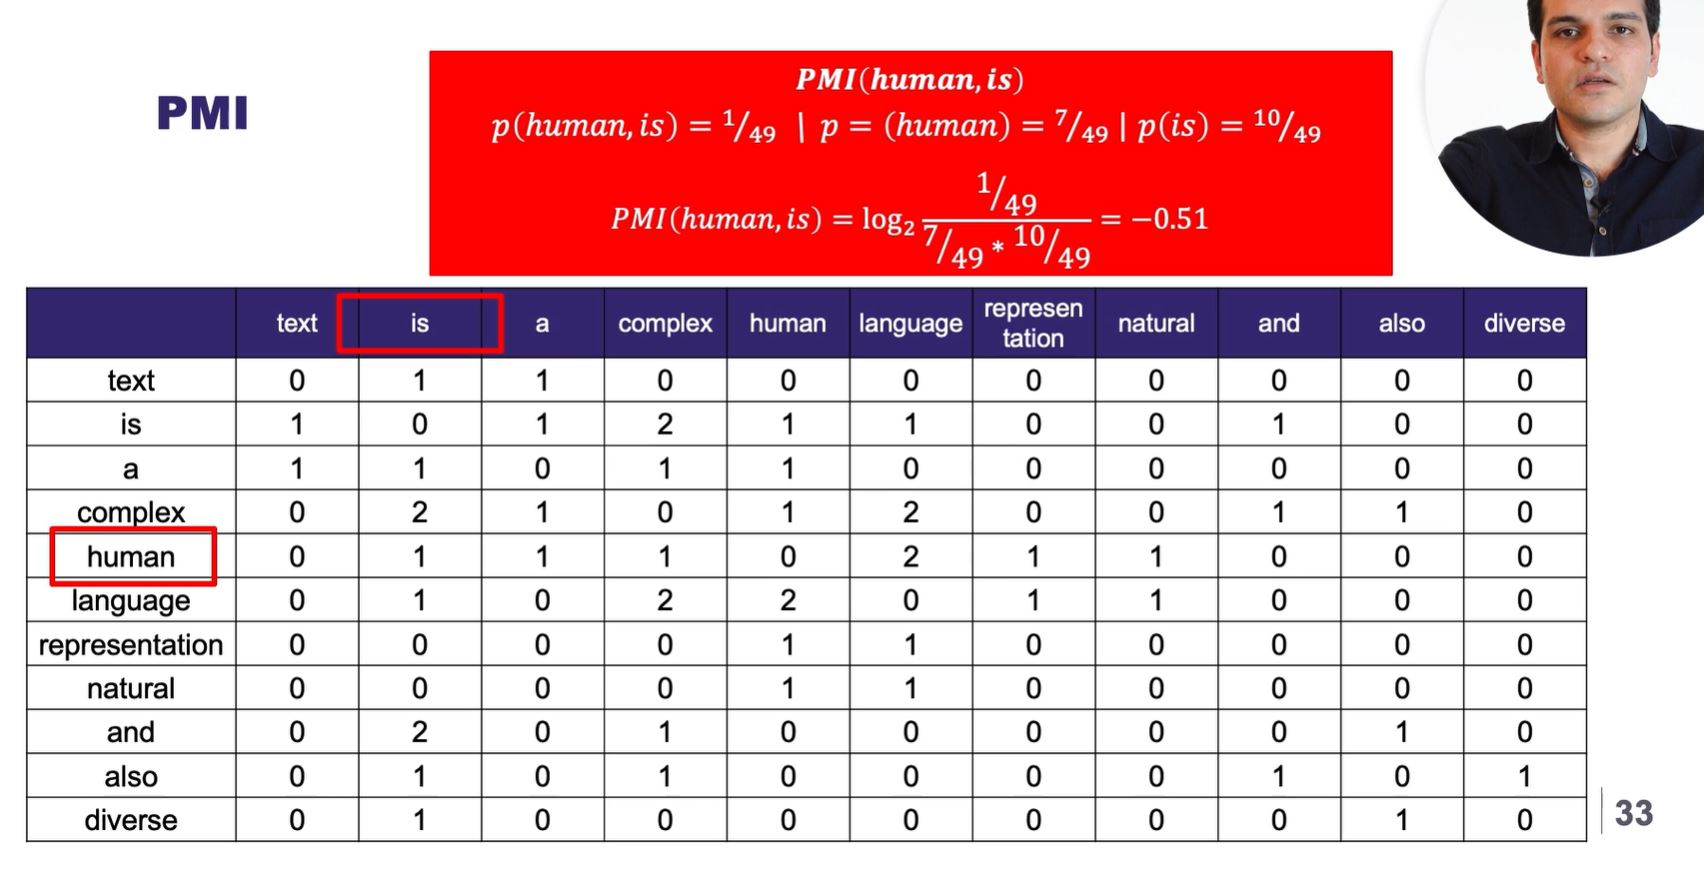 PMI
PMI(human, is)
p(human, is) = 1/49 | p = (human) = 7/49 | p(is) = 10/49
PMI(human, is) = log₂ (1/49) / (7/49 * 10/49) = −0.51
text is a complex human language representation natural and also diverse
text 0 1 1 0 0 0 0 0 0 0 0
is 1 0 1 2 1 1 0 0 1 0 0
a 1 1 0 1 1 0 0 0 0 0 0
complex 0 2 1 0 1 2 0 0 1 1 0
human 0 1 1 1 0 2 1 1 0 0 0
language 0 1 0 2 2 0 1 1 0 0 0
representation 0 0 0 0 1 1 0 0 0 0 0
natural 0 0 0 0 1 1 0 0 0 0 0
and 0 2 0 1 0 0 0 0 0 1 0
also 0 1 0 1 0 0 0 0 1 0 1
diverse 0 1 0 0 0 0 0 0 0 1 0
33